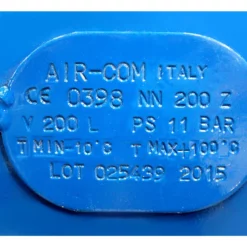 AIR-COM ITALY
CE 0398 NN 200 Z
V 200 L PS 11 BAR
T MIN-10°C T MAX+100°C
LOT 025439 2015